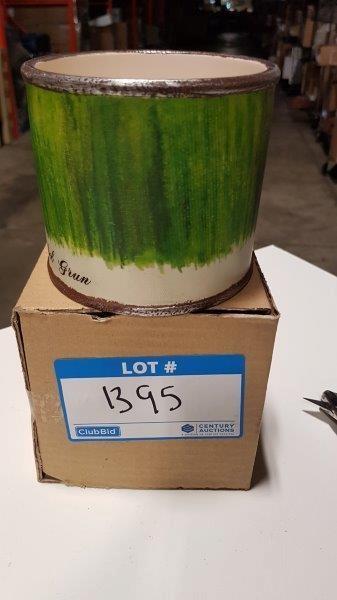 Grun
LOT #
1395
ClubBid
CENTURY
AUCTIONS